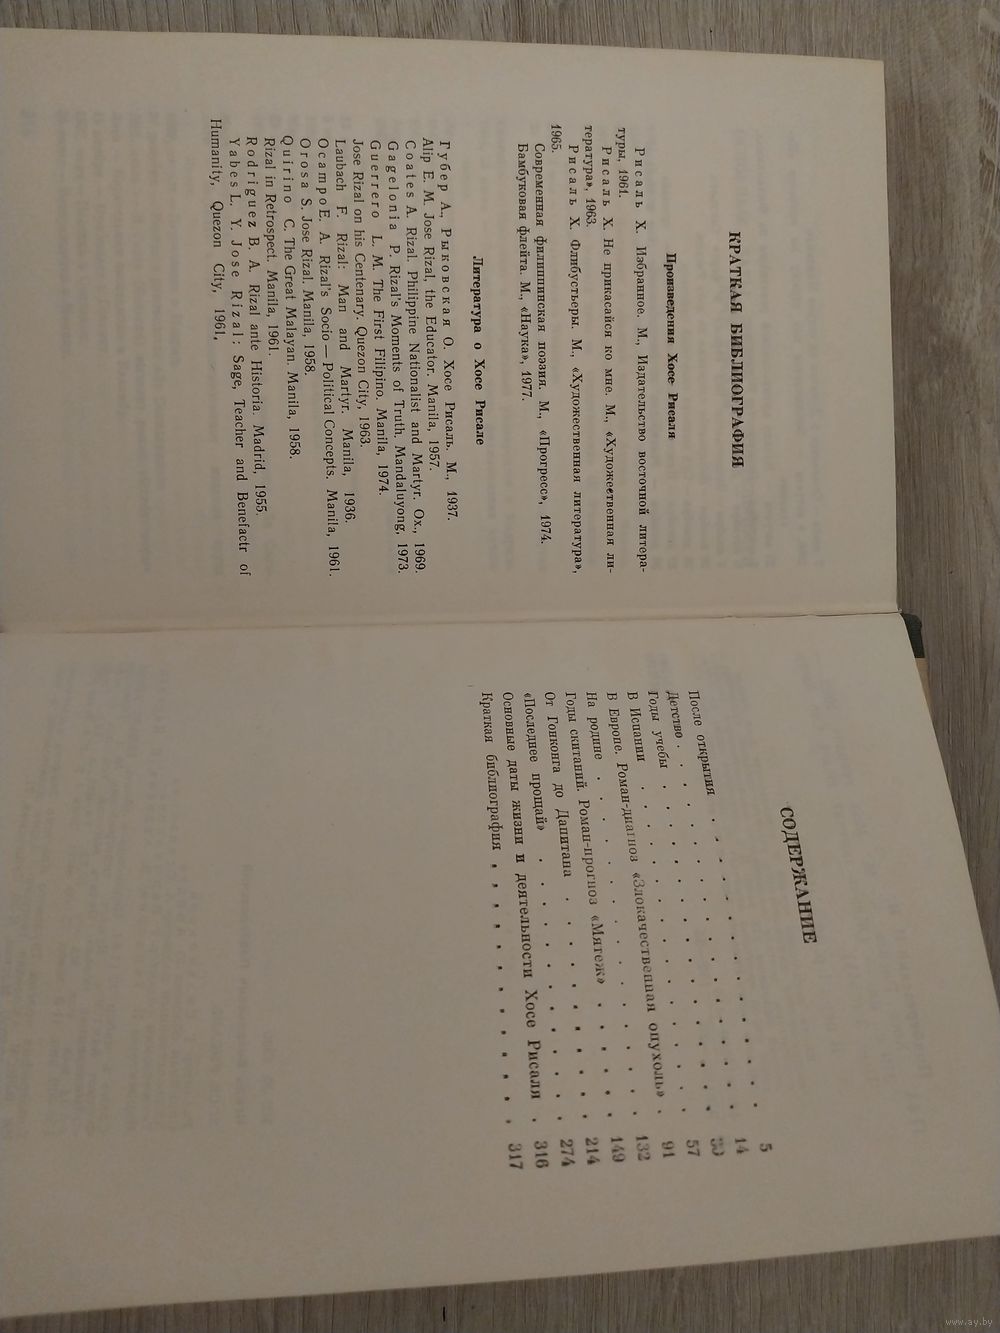 КРАТКАЯ БИБЛИОГРАФИЯ
Произведения Хосе Рисаля
Рисаль Х. Избранное. М., Издательство восточной литера-
туры, 1961.
Рисаль Х. Не прикасайся ко мне. М., «Художественная ли-
тература», 1963.
Рисаль Х. Флибустьеры. М., «Художественная литература»,
1965.
Современная филиппинская поэзия. М., «Прогресс», 1974.
Бамбуковая флейта. М., «Наука», 1977.
Литература о Хосе Рисале
Губер А., Рыковская О. Хосе Рисаль. М., 1937.
Alip E. M. Jose Rizal, the Educator. Manila, 1957.
Coates A. Rizal. Philippine Nationalist and Martyr. Ox., 1969.
Gagelonia P. Rizal's Moments of Truth. Mandaluyong, 1973.
Guerrero L. M. The First Filipino. Manila, 1974.
Jose Rizal on his Centenary. Quezon City, 1963.
Laubach F. Rizal: Man and Martyr. Manila, 1936.
Ocampo E. A. Rizal's Socio — Political Concepts. Manila, 1961.
Orosa S. Jose Rizal. Manila, 1958.
Quirino C. The Great Malayan. Manila, 1958.
Rizal in Retrospect. Manila, 1961.
Rodriguez B. A. Rizal ante Historia. Madrid, 1955.
Yabes L. Y. Jose Rizal: Sage, Teacher and Benefactr of
Humanity, Quezon City, 1961,
СОДЕРЖАНИЕ
После открытия . . . . . . . . . . . . 5
Детство . . . . . . . . . . . . . . 14
Годы учебы . . . . . . . . . . . . .
В Испании . . . . . . . . . . . . . 57
В Европе. Роман-диагноз «Злокачественная опухоль» . 91
На родине . . . . . . . . . . . . . 132
Годы скитаний. Роман-прогноз «Мятеж» . . . . . 149
От Гонконга до Дапитана . . . . . . . . . 214
«Последнее прощай» . . . . . . . . . . 274
Основные даты жизни и деятельности Хосе Рисаля . 316
Краткая библиография . . . . . . . . . . 317
www.ay.by